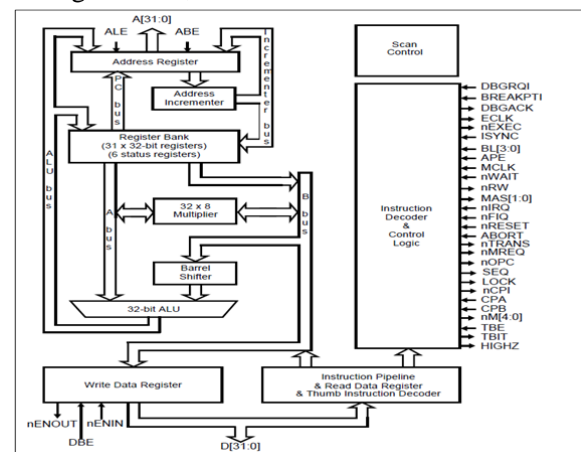 A[31:0]
ALE
ABE
Address Register
Address
Incrementer
Incrementer bus
PC bus
Register Bank
(31 x 32-bit registers)
(6 status registers)
ALU bus
A bus
B bus
32 x 8
Multiplier
Barrel
Shifter
32-bit ALU
Write Data Register
Instruction Pipeline
& Read Data Register
& Thumb Instruction Decoder
nENOUT
nENIN
DBE
D[31:0]
Scan
Control
Instruction
Decoder
&
Control
Logic
DBGRQI
BREAKPTI
DBGACK
ECLK
nEXEC
ISYNC
BL[3:0]
APE
MCLK
nWAIT
nRW
MAS[1:0]
nIRQ
nFIQ
nRESET
ABORT
nTRANS
nMREQ
nOPC
SEQ
LOCK
nCPI
CPA
CPB
nM[4:0]
TBE
TBIT
HIGHZ